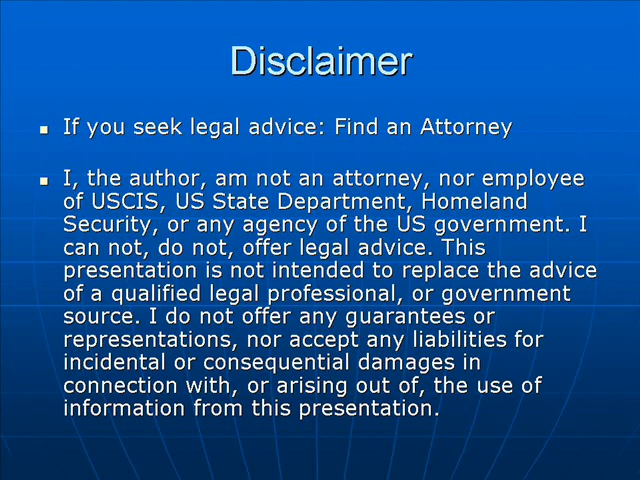 Disclaimer
If you seek legal advice: Find an Attorney
I, the author, am not an attorney, nor employee
of USCIS, US State Department, Homeland
Security, or any agency of the US government. I
can not, do not, offer legal advice. This
presentation is not intended to replace the advice
of a qualified legal professional, or government
source. I do not offer any guarantees or
representations, nor accept any liabilities for
incidental or consequential damages in
connection with, or arising out of, the use of
information from this presentation.